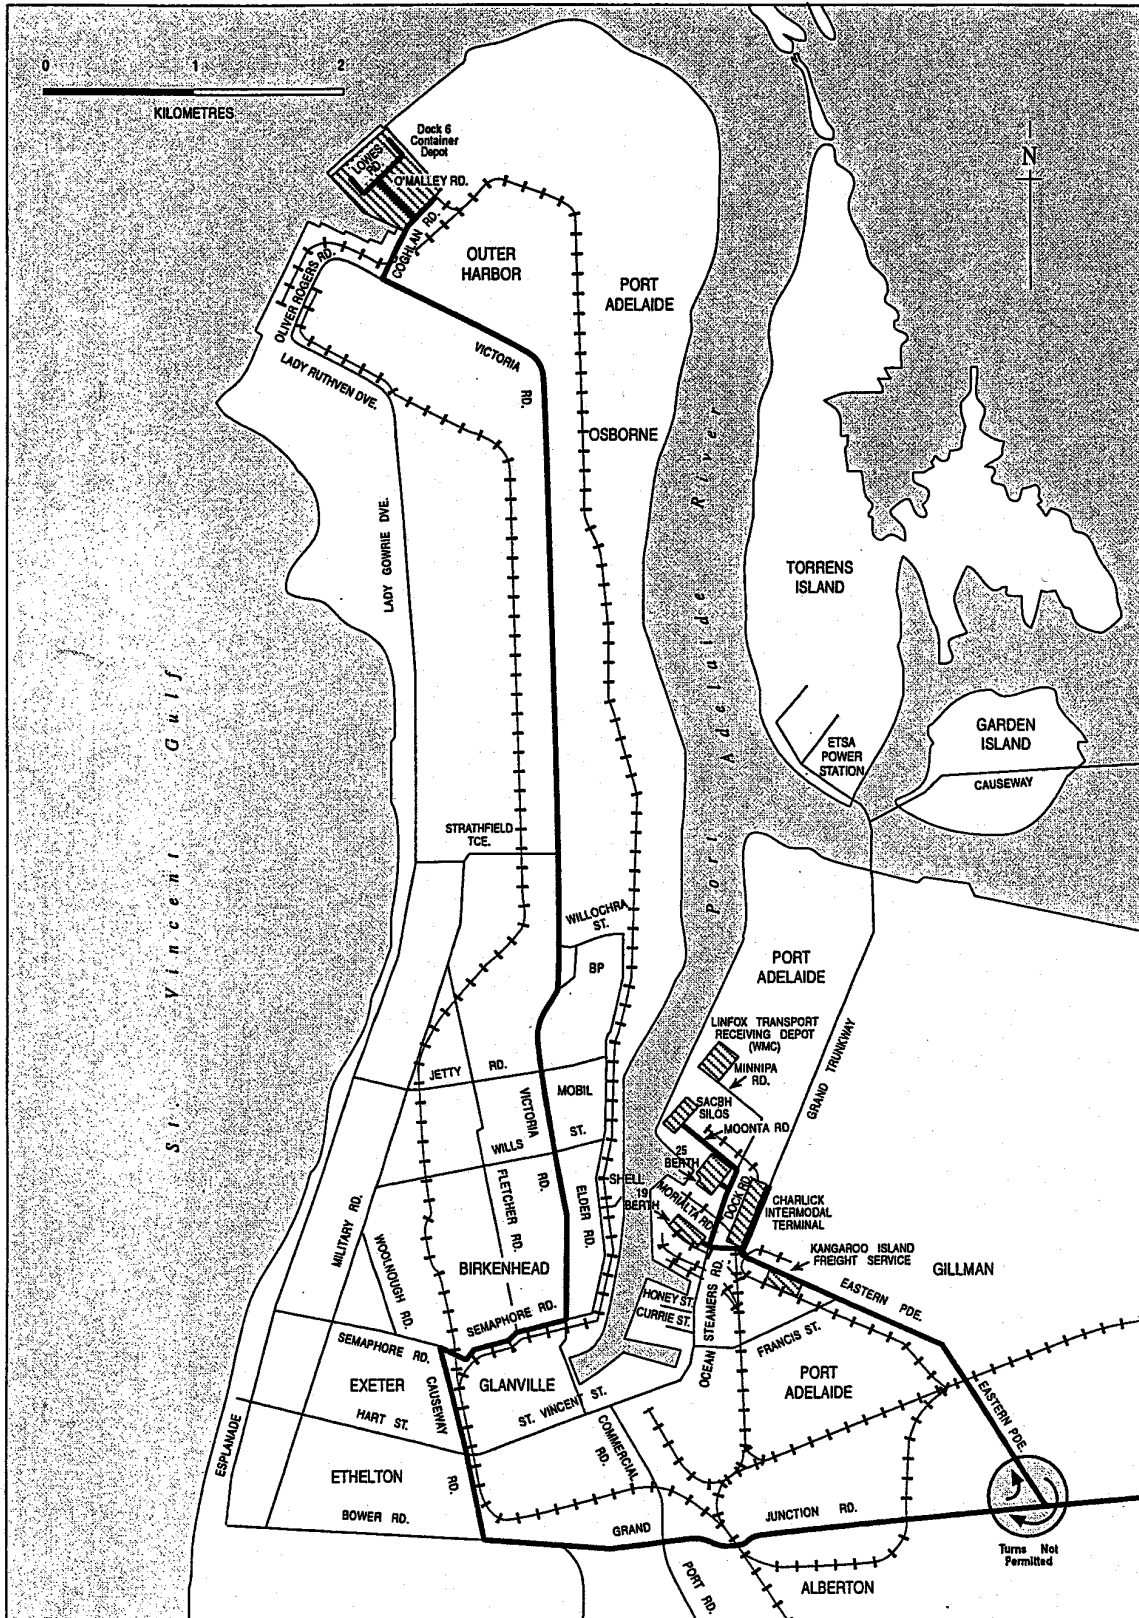 0 1 2
KILOMETRES
Dock 6
Container
Depot
LOWES
RD.
O'MALLEY RD.
COGHLAN RD.
N
OUTER
HARBOR
PORT
ADELAIDE
OLIVER ROGERS RD.
LADY RUTHVEN DVE.
VICTORIA
RD.
OSBORNE
Port Adelaide River
LADY GOWRIE DVE.
TORRENS
ISLAND
St. Vincent Gulf
ETSA
POWER
STATION
GARDEN
ISLAND
CAUSEWAY
STRATHFIELD
TCE.
WILLOCHRA
ST.
BP
PORT
ADELAIDE
LINFOX TRANSPORT
RECEIVING DEPOT
(WMC)
MINNIPA
RD.
GRAND TRUNKWAY
JETTY RD.
MOBIL
VICTORIA
RD.
SACBH
SILOS
MOONTA RD.
WILLS ST.
25
BERTH
SHELL
19
BERTH
MORIALTA RD.
DOCK RD.
CHARLICK
INTERMODAL
TERMINAL
MILITARY RD.
FLETCHER RD.
ELDER RD.
WOOLNOUGH RD.
KANGAROO ISLAND
FREIGHT SERVICE
GILLMAN
BIRKENHEAD
EASTERN PDE.
SEMAPHORE RD.
HONEY ST.
CURRIE ST.
OCEAN STEAMERS RD.
FRANCIS ST.
SEMAPHORE RD.
EXETER
CAUSEWAY
RD.
GLANVILLE
PORT
ADELAIDE
EASTERN PDE.
HART ST.
ST. VINCENT ST.
ESPLANADE
COMMERCIAL
RD.
ETHELTON
BOWER RD.
GRAND JUNCTION RD.
Turns Not
Permitted
PORT RD.
ALBERTON